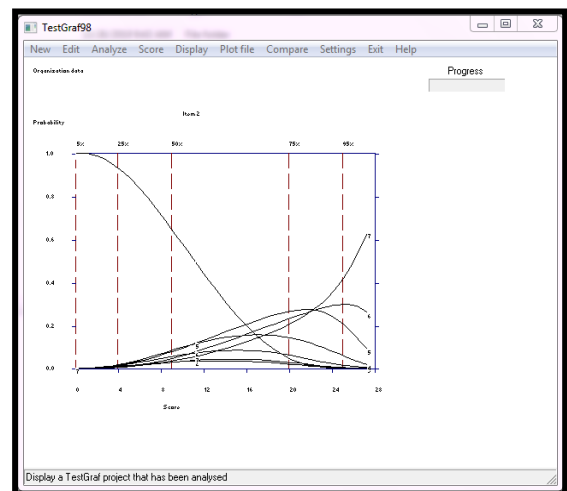 TestGraf98
New Edit Analyze Score Display Plot file Compare Settings Exit Help
Organization data
Progress
Item 2
Probability
5% 25% 50% 75% 95%
1.0
0.8
0.6
0.4
0.2
0.0
7
6
5
2
0 4 8 12 16 20 24 28
Score
Display a TestGraf project that has been analysed